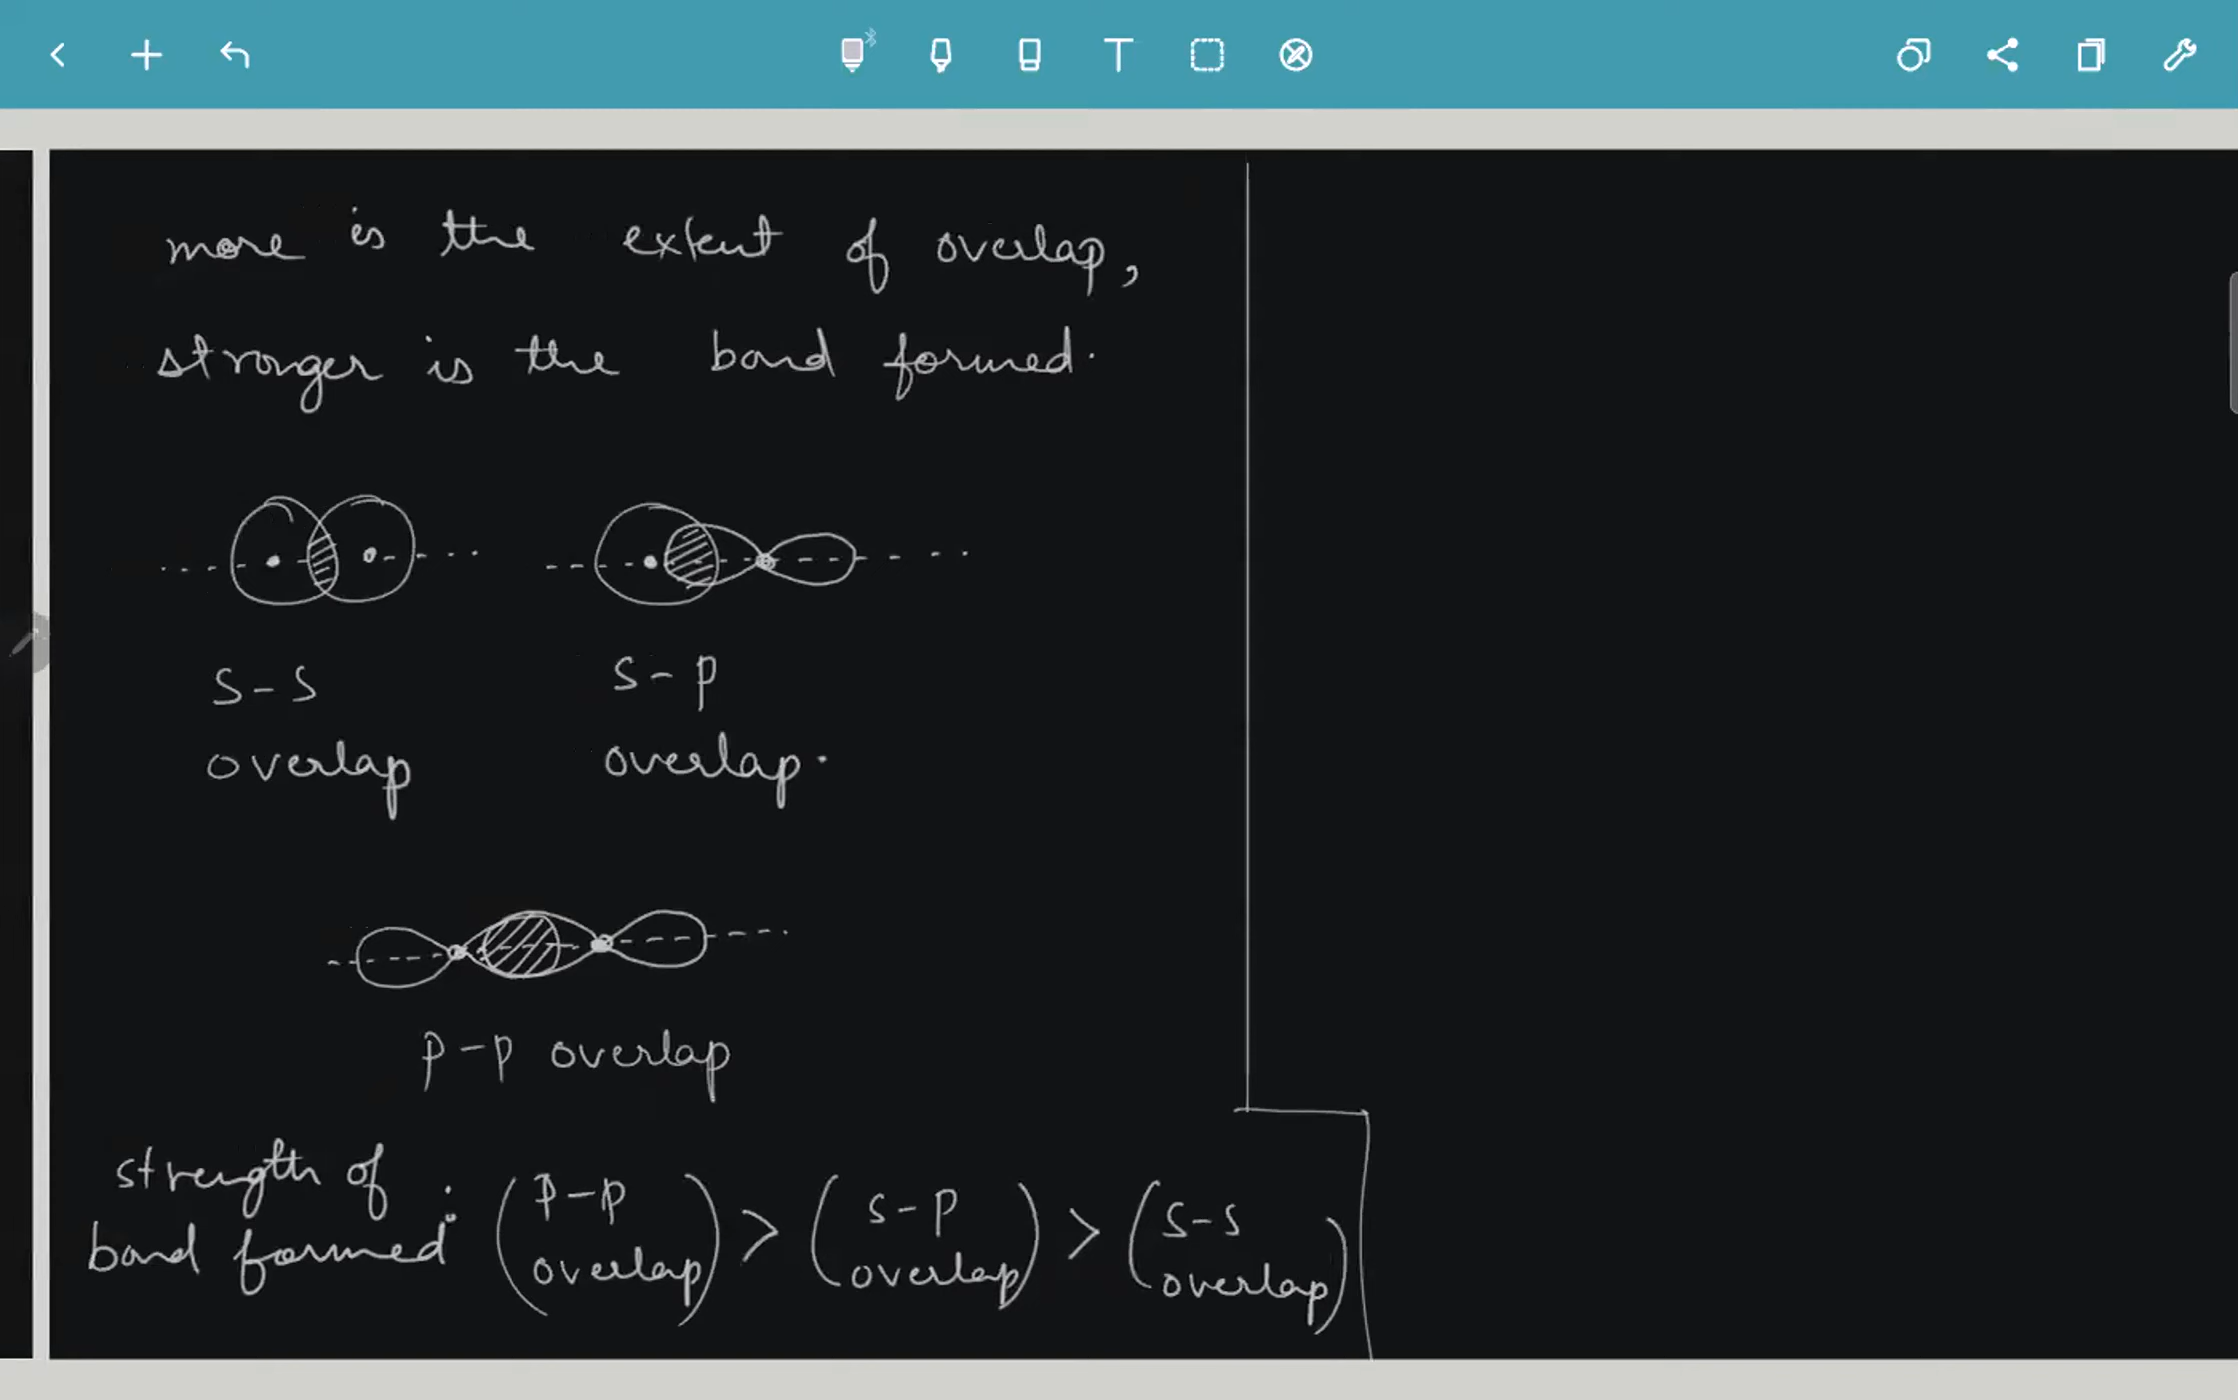 more is the extent of overlap,
stronger is the bond formed.
s-s
overlap
s-p
overlap.
p-p overlap
strength of
bond formed : (p-p overlap) > (s-p overlap) > (s-s overlap)